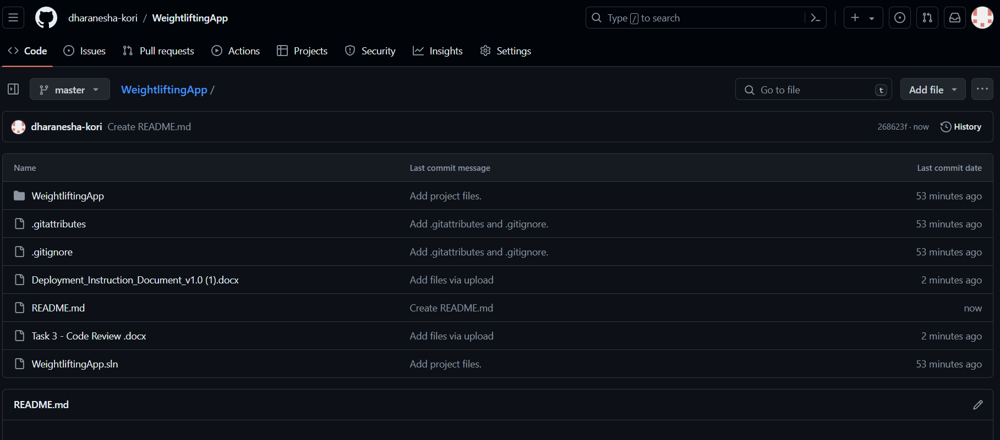 dharanesha-kori / WeightliftingApp
Type / to search
Code Issues Pull requests Actions Projects Security Insights Settings
master WeightliftingApp / Go to file t Add file
dharanesha-kori Create README.md 268623f · now History
Name Last commit message Last commit date
WeightliftingApp Add project files. 53 minutes ago
.gitattributes Add .gitattributes and .gitignore. 53 minutes ago
.gitignore Add .gitattributes and .gitignore. 53 minutes ago
Deployment_Instruction_Document_v1.0 (1).docx Add files via upload 2 minutes ago
README.md Create README.md now
Task 3 - Code Review .docx Add files via upload 2 minutes ago
WeightliftingApp.sln Add project files. 53 minutes ago
README.md